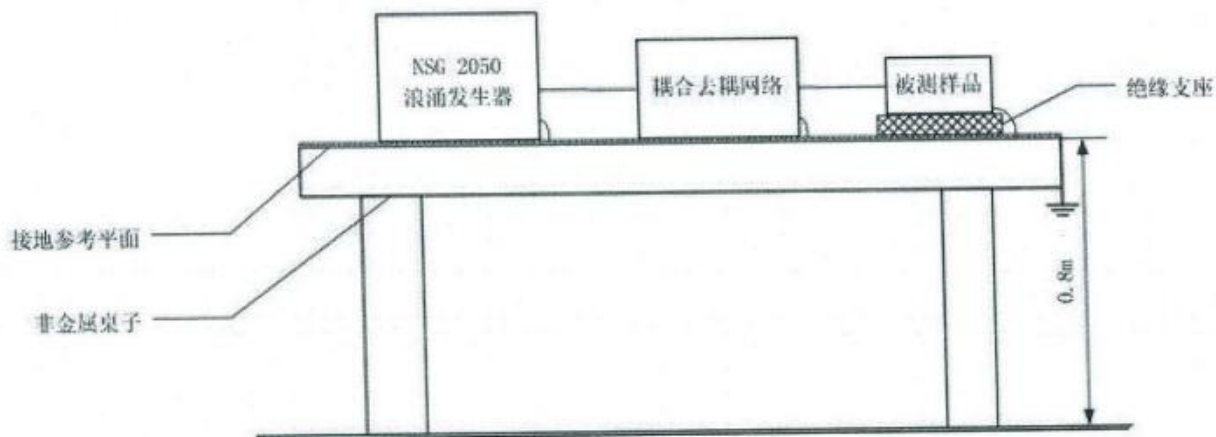 NSG 2050
浪涌发生器
耦合去耦网络
被测样品
绝缘支座
接地参考平面
非金属桌子
0.8m